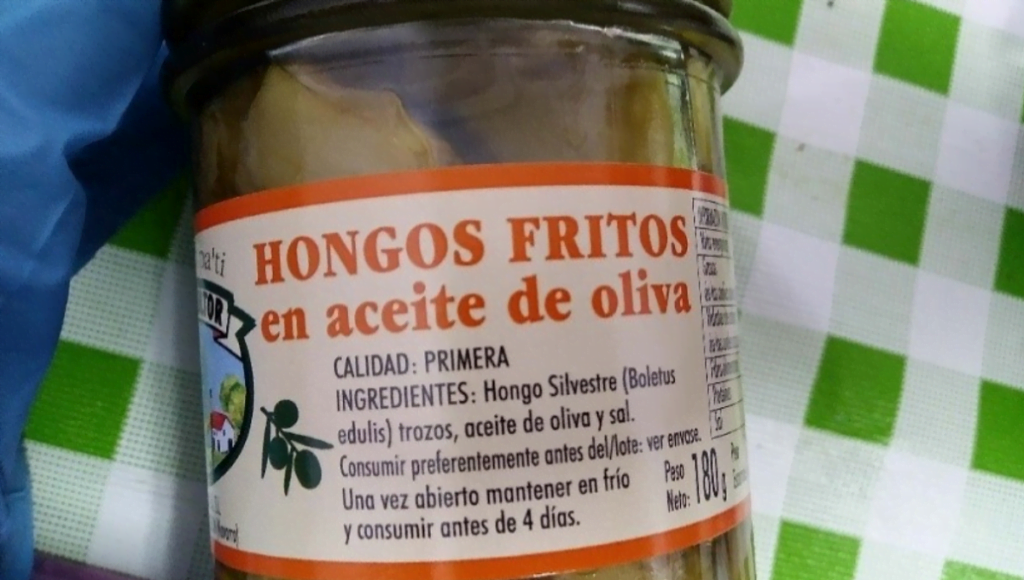 HONGOS FRITOS
en aceite de oliva
CALIDAD: PRIMERA
INGREDIENTES: Hongo Silvestre (Boletus
edulis) trozos, aceite de oliva y sal.
Consumir preferentemente antes del/lote: ver envase.
Una vez abierto mantener en frío
y consumir antes de 4 días.
Peso
Neto: 180 g
Sal